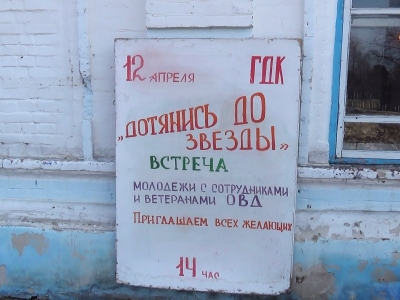 12 АПРЕЛЯ ГДК
„ДОТЯНИСЬ ДО
ЗВЕЗДЫ"
ВСТРЕЧА
МОЛОДЕЖИ С СОТРУДНИКАМИ
И ВЕТЕРАНАМИ ОВД
ПРИГЛАШАЕМ ВСЕХ ЖЕЛАЮЩИХ
14 ЧАС.